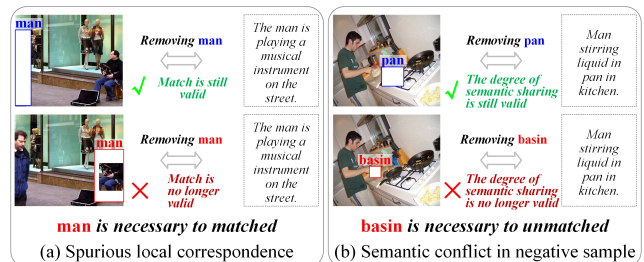 man
Removing man
Match is still
valid
The man is
playing a
musical
instrument
on the
street.
man
Removing man
Match
is no longer
valid
The man is
playing a
musical
instrument
on the
street.
man is necessary to matched
(a) Spurious local correspondence
pan
Removing pan
The degree of
semantic sharing
is still valid
Man
stirring
liquid in
pan in
kitchen.
basin
Removing basin
The degree of
semantic sharing
is no longer valid
Man
stirring
liquid in
pan in
kitchen.
basin is necessary to unmatched
(b) Semantic conflict in negative sample